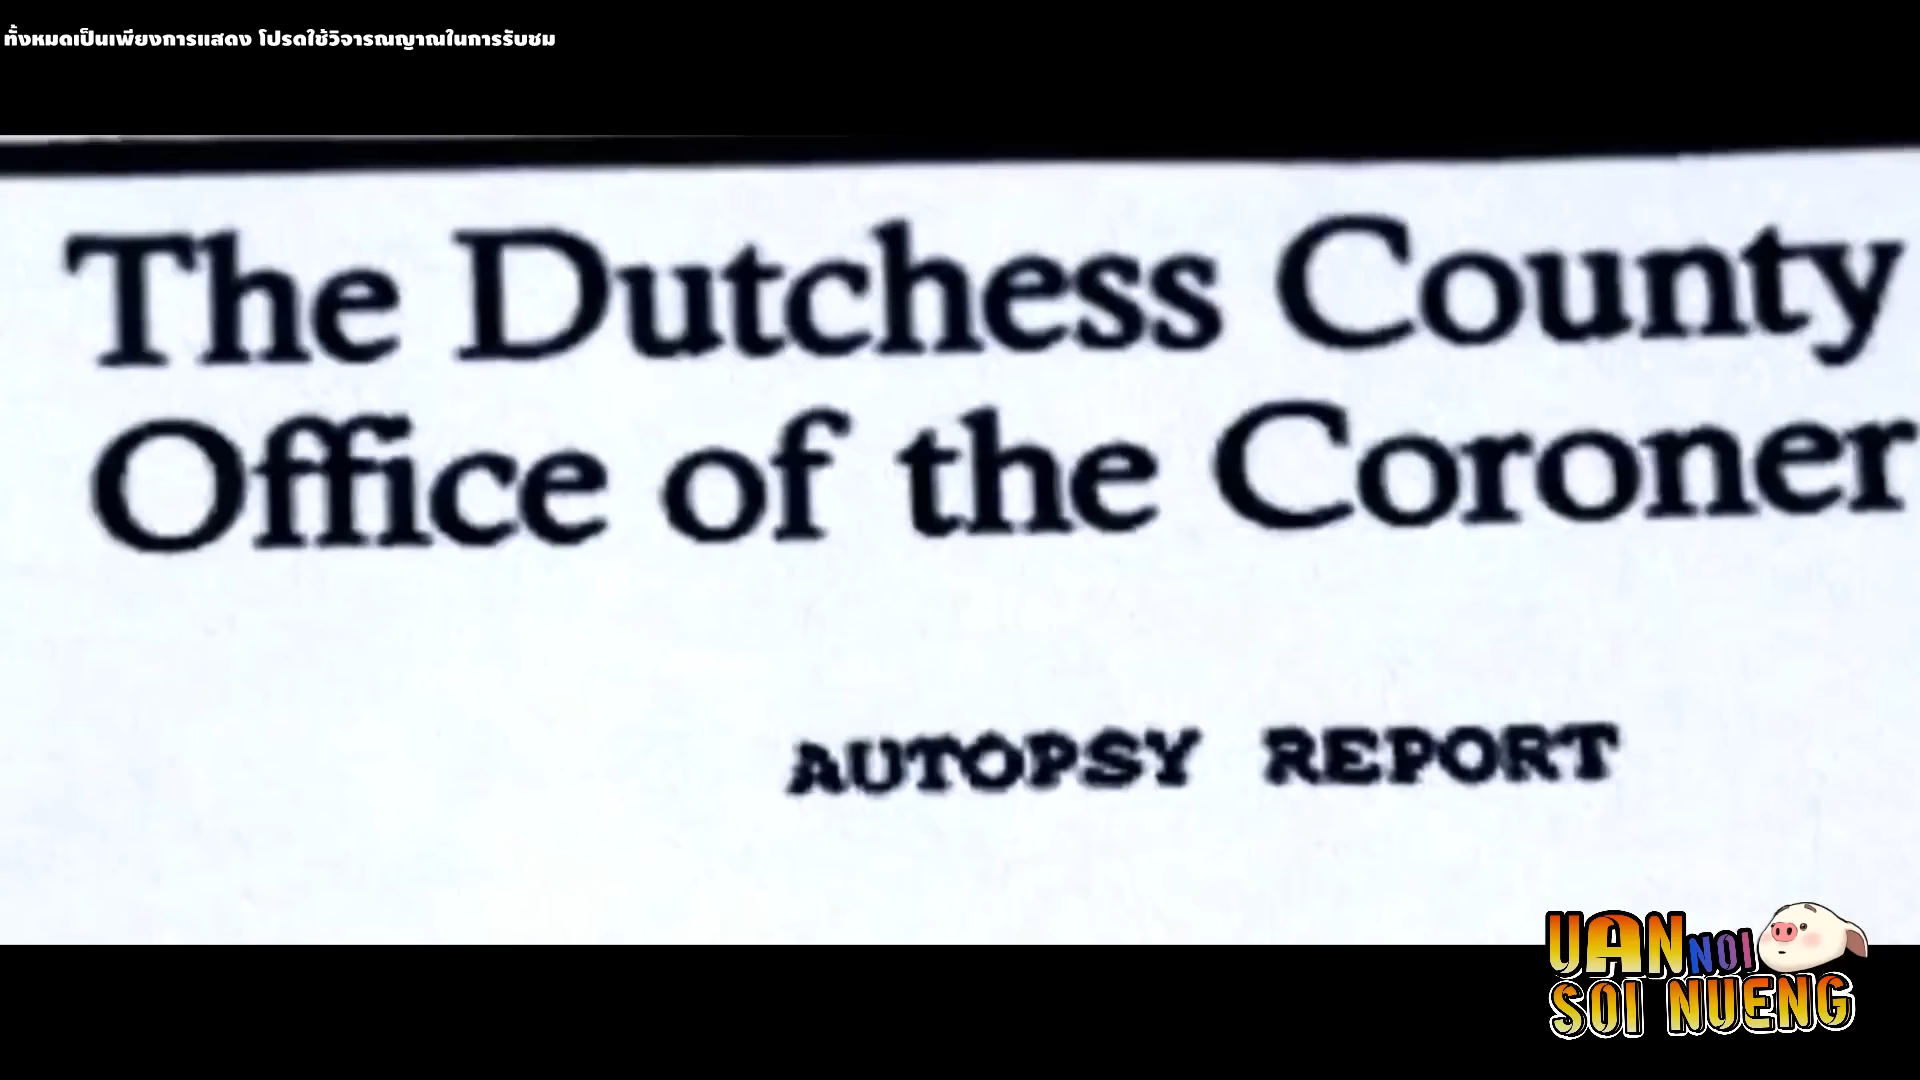 ทั้งหมดเป็นเพียงการแสดง โปรดใช้วิจารณญาณในการรับชม
The Dutchess County
Office of the Coroner
AUTOPSY REPORT
UAN NOI
SOI NUENG